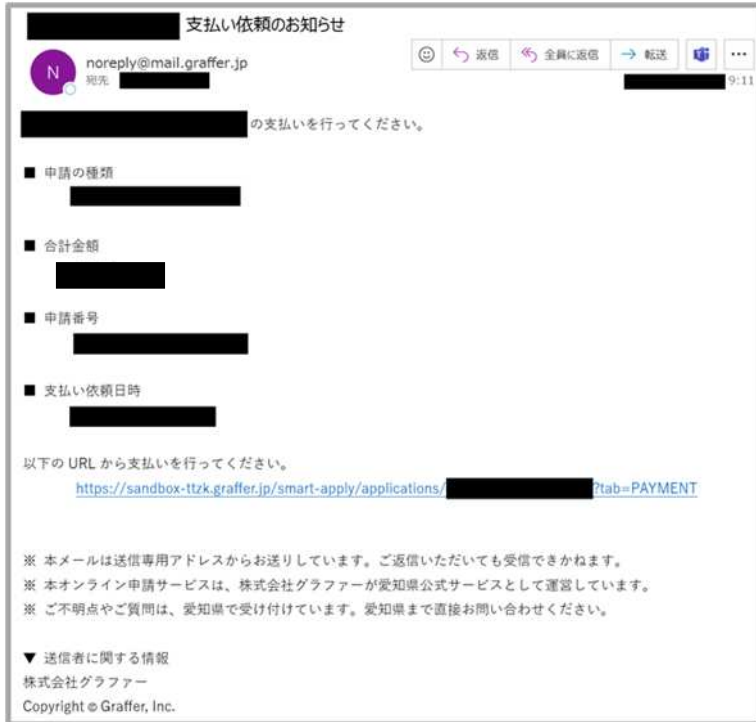 支払い依頼のお知らせ
N
noreply@mail.graffer.jp
宛先
返信
全員に返信
転送
9:11
の支払いを行ってください。
■ 申請の種類
■ 合計金額
■ 申請番号
■ 支払い依頼日時
以下の URL から支払いを行ってください。
https://sandbox-ttzk.graffer.jp/smart-apply/applications/ ?tab=PAYMENT
※ 本メールは送信専用アドレスからお送りしています。ご返信いただいても受信できかねます。
※ 本オンライン申請サービスは、株式会社グラファーが愛知県公式サービスとして運営しています。
※ ご不明点やご質問は、愛知県で受け付けています。愛知県まで直接お問い合わせください。
▼ 送信者に関する情報
株式会社グラファー
Copyright © Graffer, Inc.